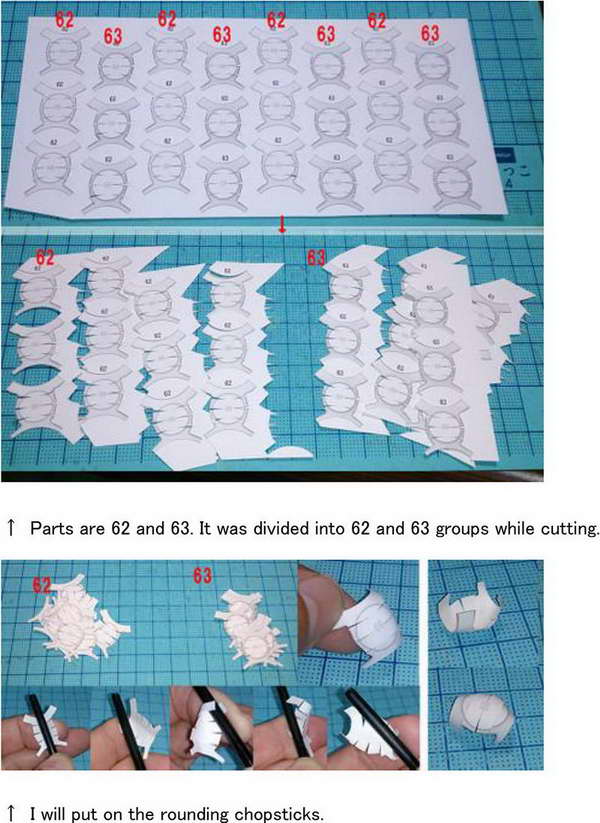 62 63 62 63 62 63 62 63
62 63
↑ Parts are 62 and 63. It was divided into 62 and 63 groups while cutting.
62 63
↑ I will put on the rounding chopsticks.